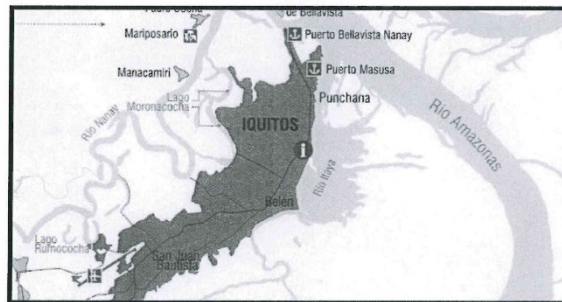 de Bellavista
Mariposario
Puerto Bellavista Nanay
Manacamiri
Puerto Masusa
Lago
Moronacocha
Punchana
IQUITOS
i
Río Nanay
Río Amazonas
Río Itaya
Belén
Lago
Rumococha
San Juan
Bautista